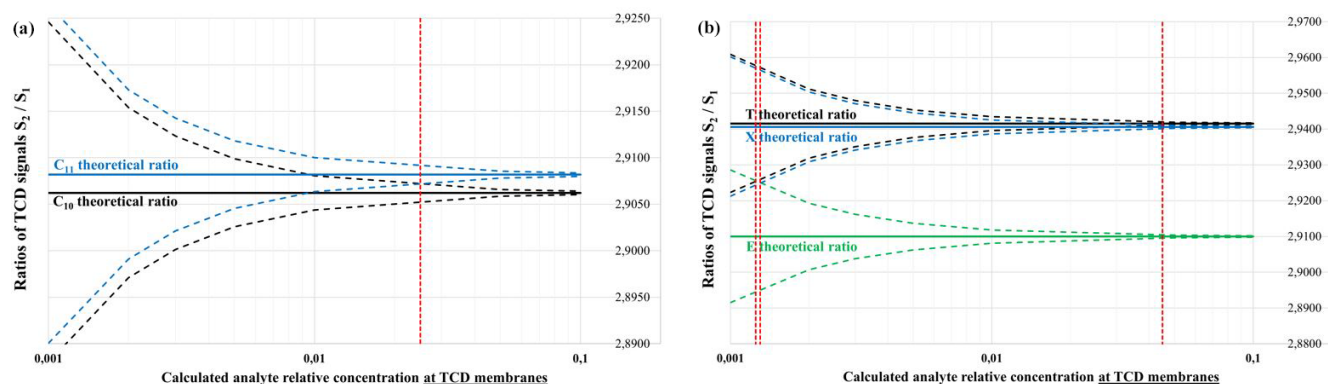 (a)
Ratios of TCD signals S₂ / S₁
2,9250
2,9200
2,9150
2,9100
2,9050
2,9000
2,8950
2,8900
C₁₁ theoretical ratio
C₁₀ theoretical ratio
0,001
0,01
0,1
Calculated analyte relative concentration at TCD membranes
(b)
Ratios of TCD signals S₂ / S₁
2,9700
2,9600
2,9500
2,9400
2,9300
2,9200
2,9100
2,9000
2,8900
2,8800
T theoretical ratio
X theoretical ratio
E theoretical ratio
0,001
0,01
0,1
Calculated analyte relative concentration at TCD membranes